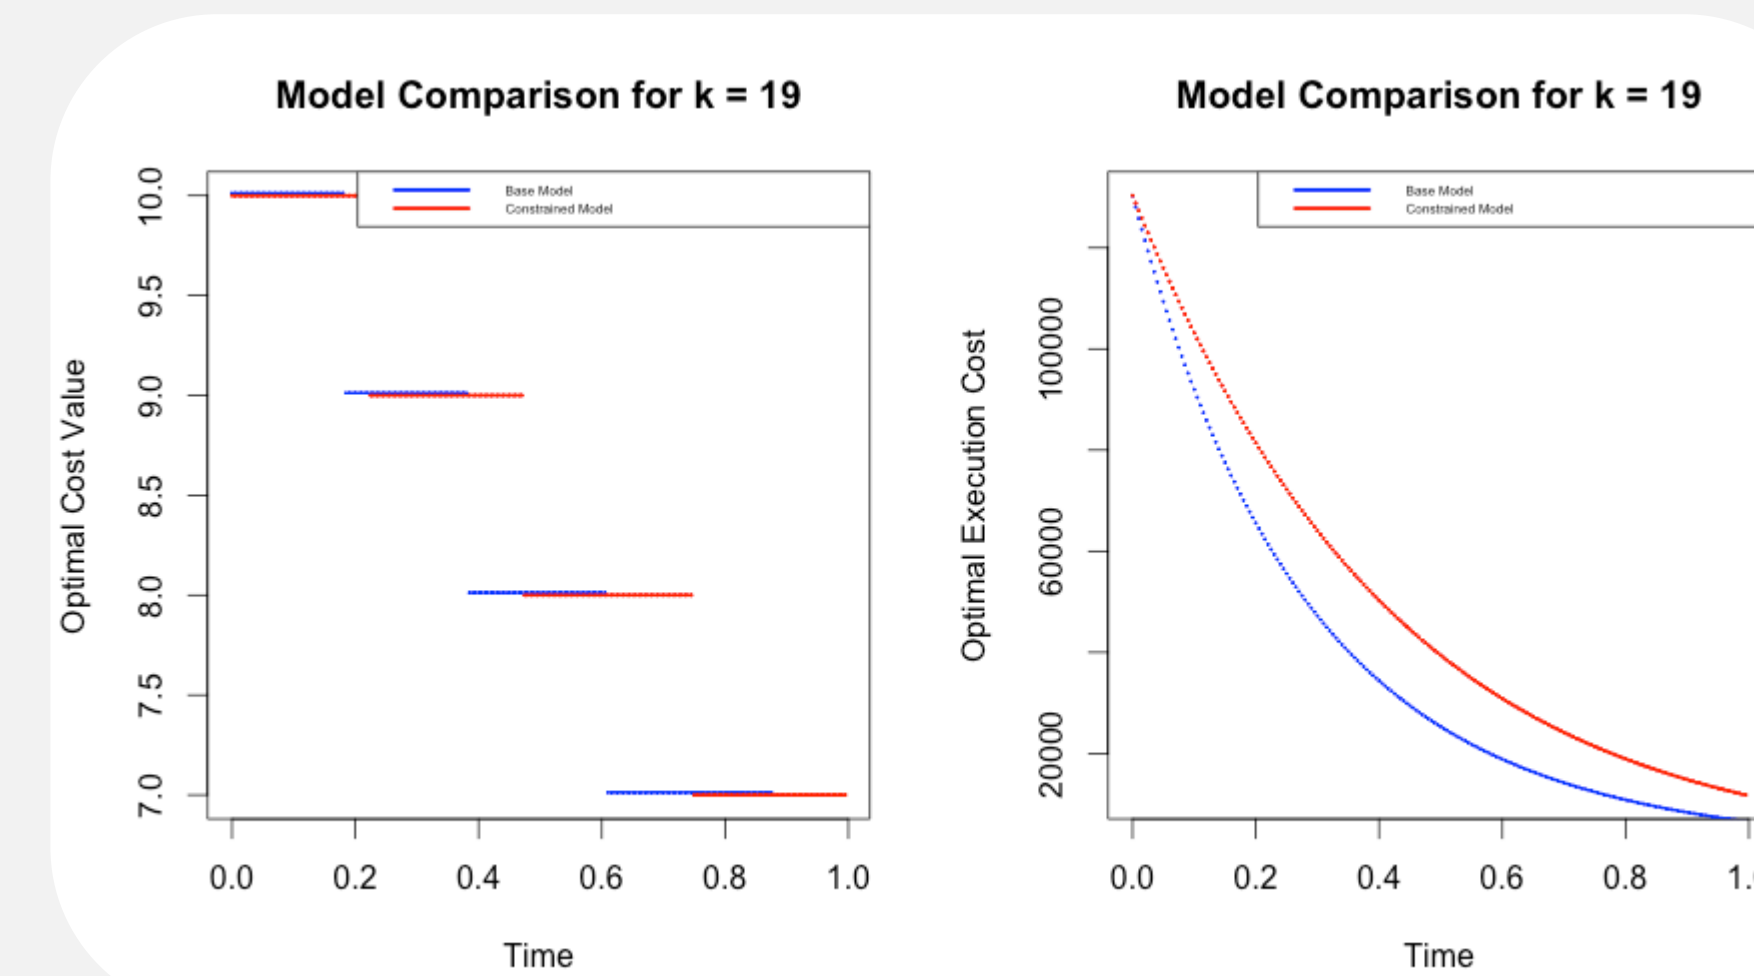 Model Comparison for k = 19
Base Model
Constrained Model
Optimal Cost Value
10.0
9.5
9.0
8.5
8.0
7.5
7.0
0.0 0.2 0.4 0.6 0.8 1.0
Time
Model Comparison for k = 19
Base Model
Constrained Model
Optimal Execution Cost
100000
60000
20000
0.0 0.2 0.4 0.6 0.8 1.
Time